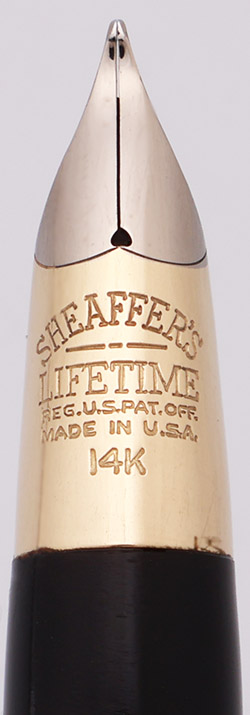 SHEAFFER'S
LIFETIME
REG.U.S.PAT.OFF.
MADE IN U.S.A.
14K